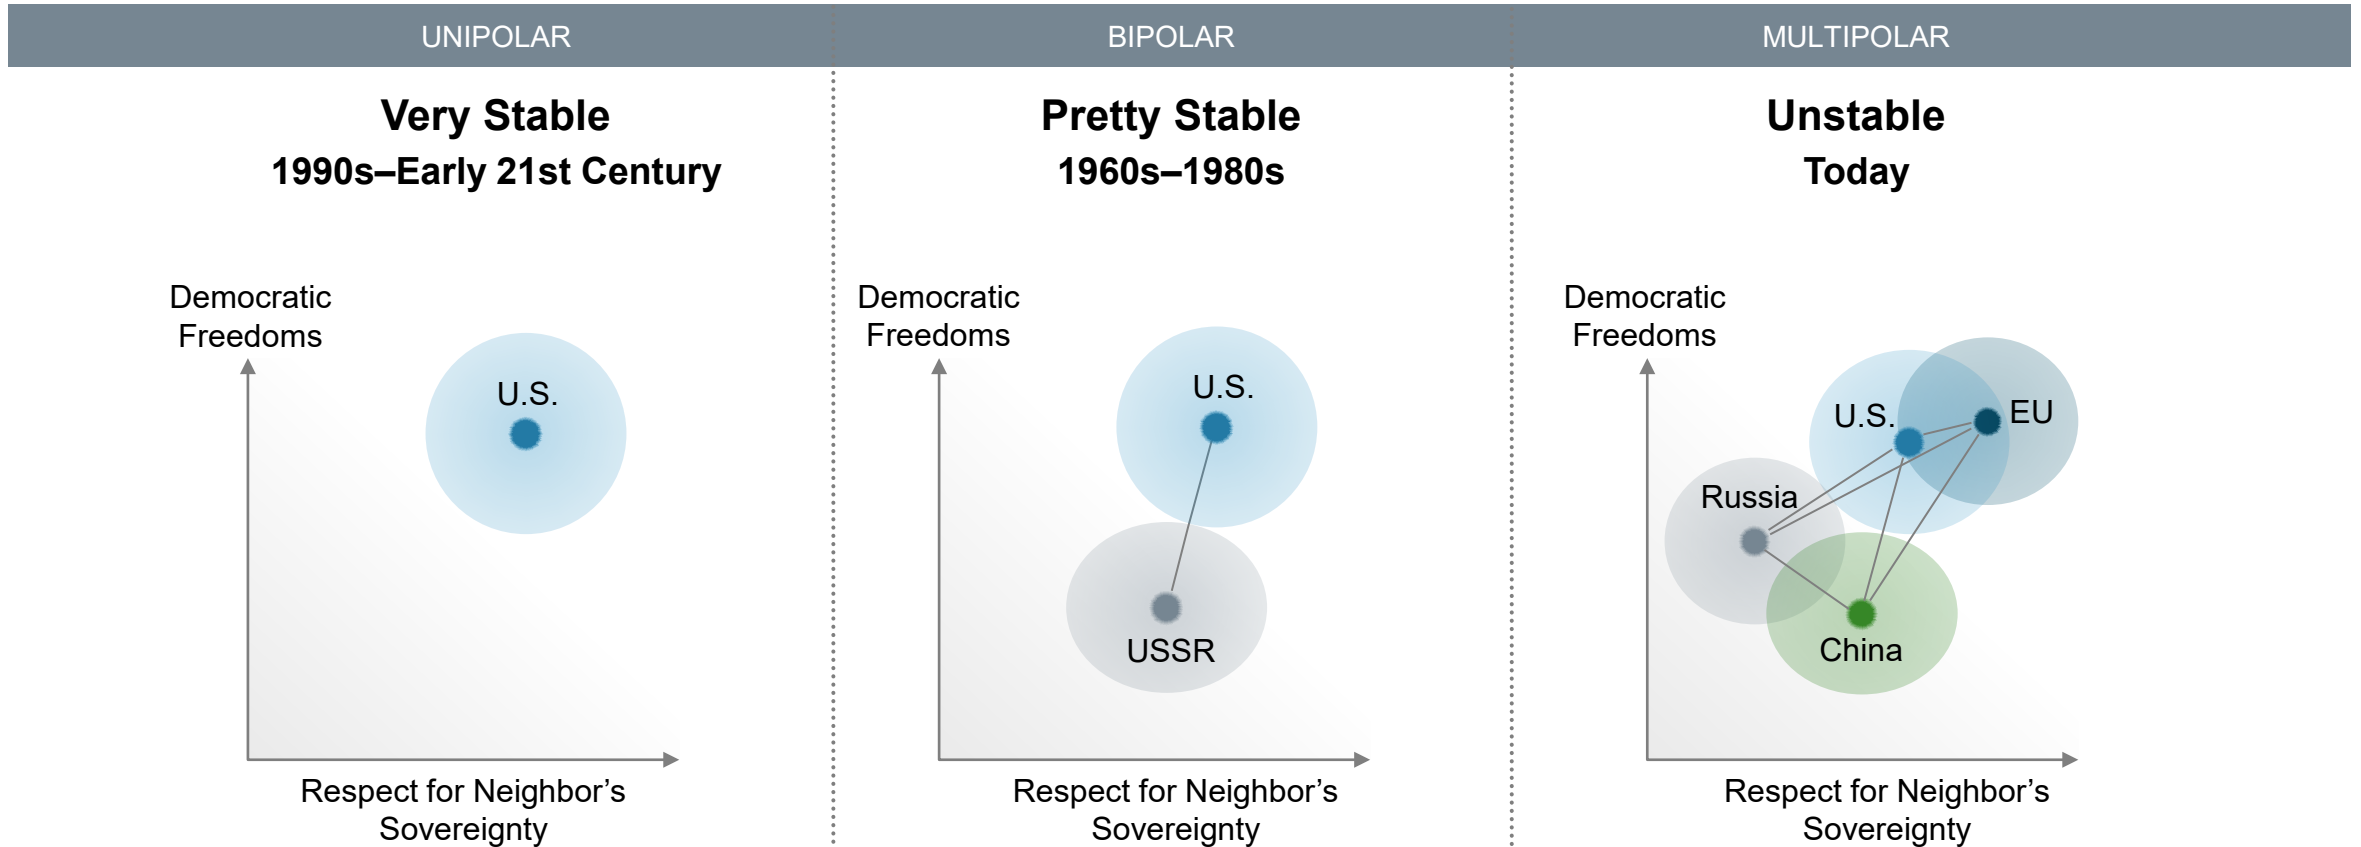 UNIPOLAR
BIPOLAR
MULTIPOLAR
Very Stable
1990s–Early 21st Century
Pretty Stable
1960s–1980s
Unstable
Today
Democratic
Freedoms
U.S.
Respect for Neighbor’s
Sovereignty
Democratic
Freedoms
U.S.
USSR
Respect for Neighbor’s
Sovereignty
Democratic
Freedoms
U.S.
EU
Russia
China
Respect for Neighbor’s
Sovereignty